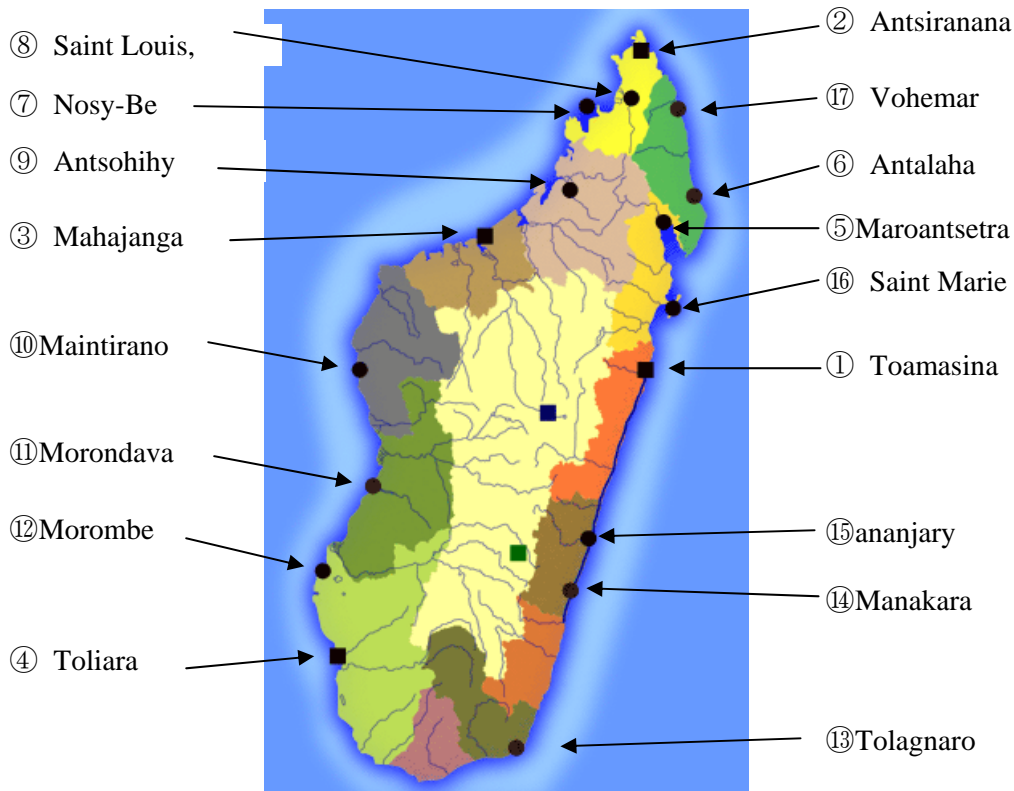 ⑧ Saint Louis,
⑦ Nosy-Be
⑨ Antsohihy
③ Mahajanga
⑩Maintirano
⑪Morondava
⑫Morombe
④ Toliara
② Antsiranana
⑰ Vohemar
⑥ Antalaha
⑤Maroantsetra
⑯ Saint Marie
① Toamasina
⑮ananjary
⑭Manakara
⑬Tolagnaro